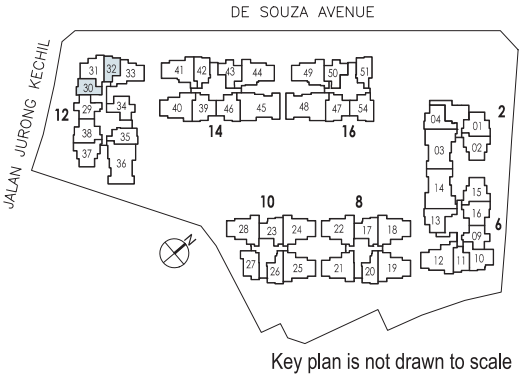 DE SOUZA AVENUE
JALAN JURONG KECHIL
31 32 33 41 42 43 44 49 50 51
30
29 34 40 39 46 45 48 47 54
12 14 16
38 35
37 36
04 01 2
03 02
14 15
13 16 6
09
12 11 10
10 8
28 23 24 22 17 18
27 26 25 21 20 19
N
Key plan is not drawn to scale